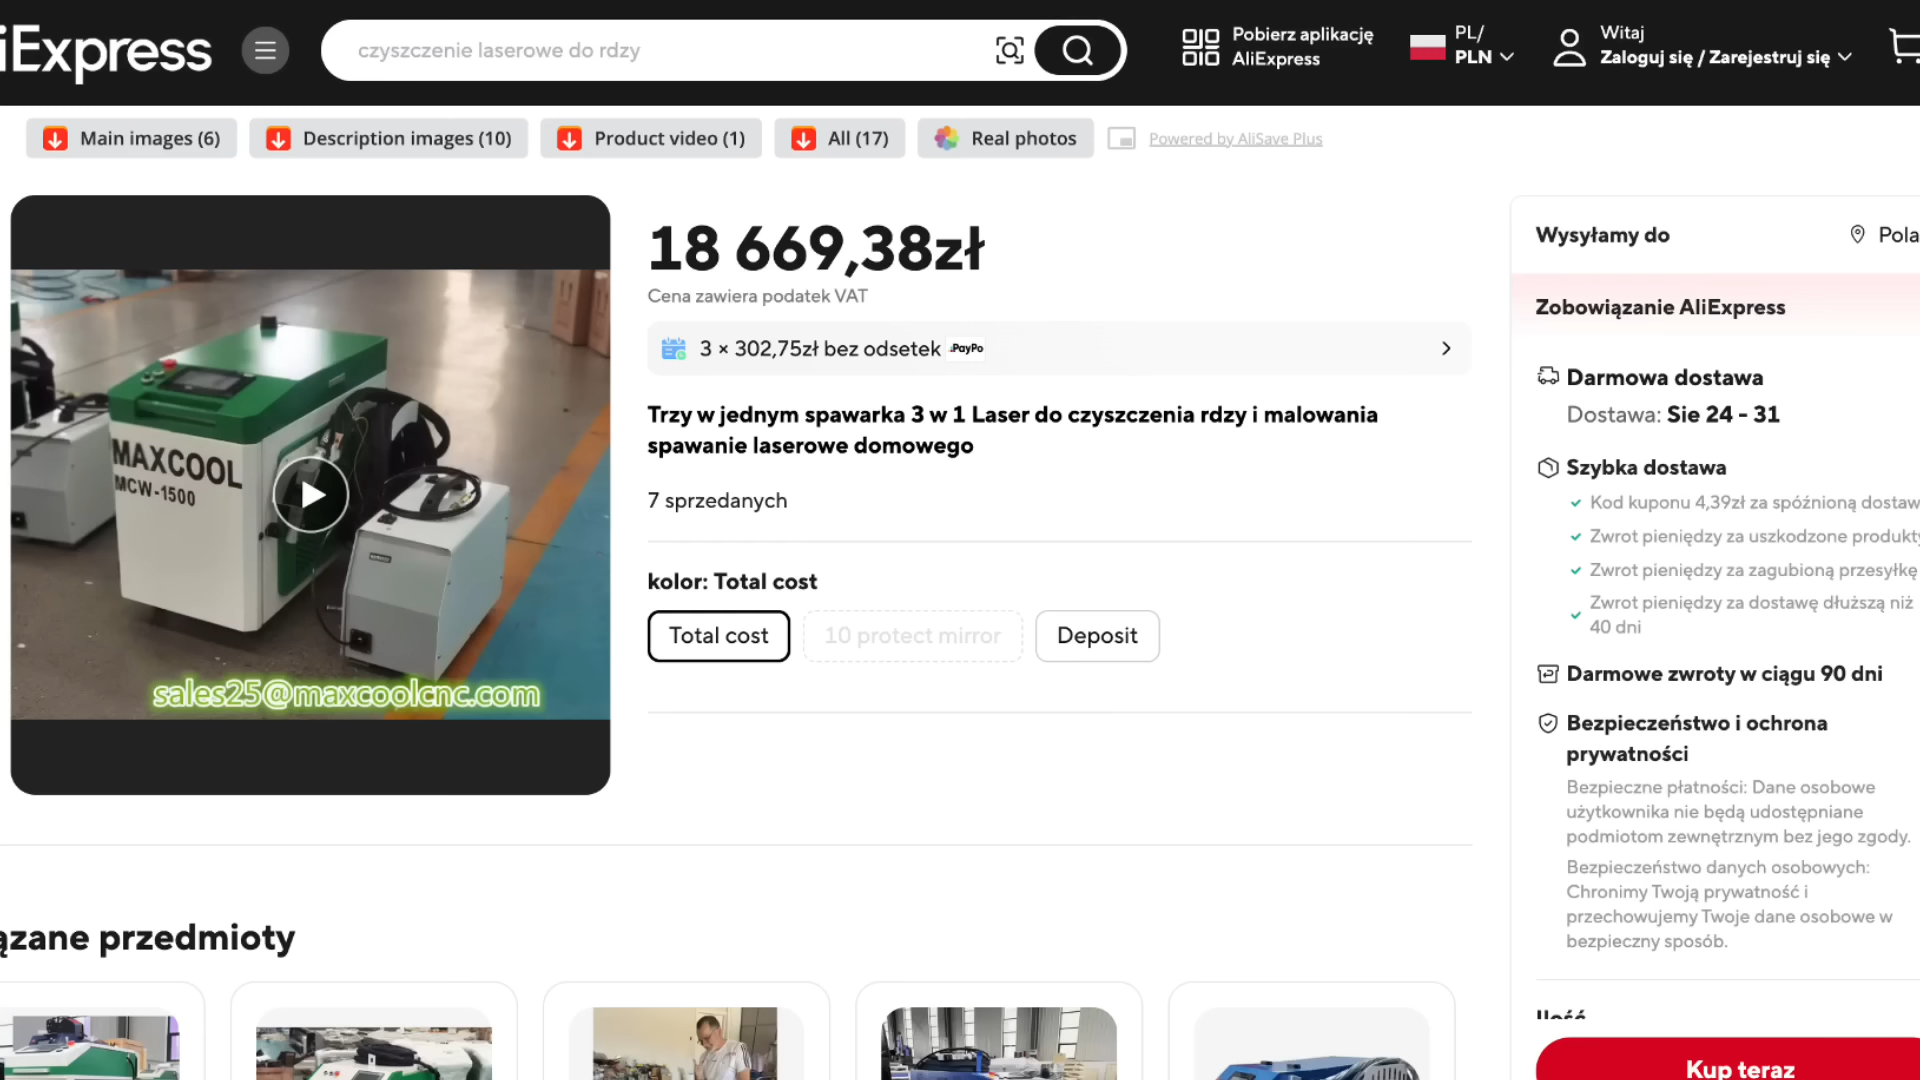 iExpress
czyszczenie laserowe do rdzy
Pobierz aplikację
AliExpress
PL/
PLN
Witaj
Zaloguj się / Zarejestruj się
Main images (6)
Description images (10)
Product video (1)
All (17)
Real photos
Powered by AliSave Plus
MAXCOOL
MCW-1500
sales25@maxcoolcnc.com
18 669,38zł
Cena zawiera podatek VAT
3 × 302,75zł bez odsetek PayPo
Trzy w jednym spawarka 3 w 1 Laser do czyszczenia rdzy i malowania
spawanie laserowe domowego
7 sprzedanych
kolor: Total cost
Total cost
10 protect mirror
Deposit
Wysyłamy do
Pola
Zobowiązanie AliExpress
Darmowa dostawa
Dostawa: Sie 24 - 31
Szybka dostawa
Kod kuponu 4,39zł za spóźnioną dostaw
Zwrot pieniędzy za uszkodzone produkty
Zwrot pieniędzy za zagubioną przesyłkę
Zwrot pieniędzy za dostawę dłuższą niż
40 dni
Darmowe zwroty w ciągu 90 dni
Bezpieczeństwo i ochrona
prywatności
Bezpieczne płatności: Dane osobowe
użytkownika nie będą udostępniane
podmiotom zewnętrznym bez jego zgody.
Bezpieczeństwo danych osobowych:
Chronimy Twoją prywatność i
przechowujemy Twoje dane osobowe w
bezpieczny sposób.
Ilość
Kup teraz
ązane przedmioty